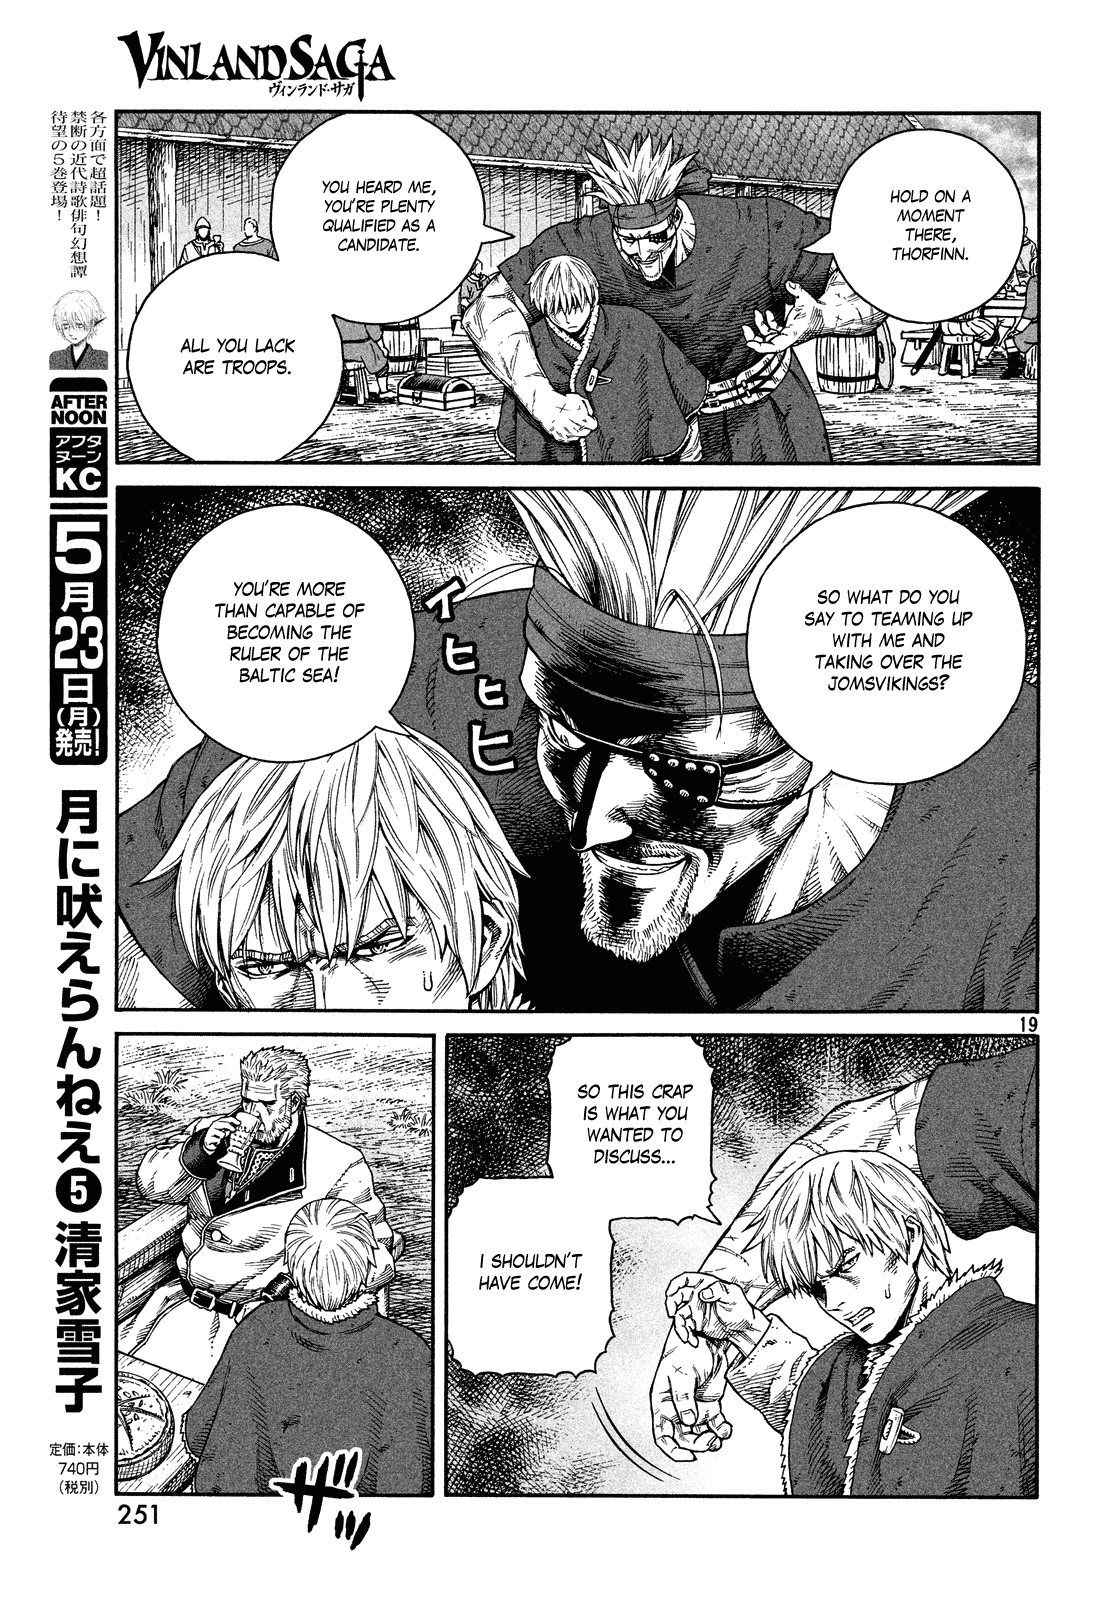 VINLAND SAGA
ヴィンランド・サガ
HOLD ON A
MOMENT
THERE,
THORFINN.
YOU HEARD ME,
YOU'RE PLENTY
QUALIFIED AS A
CANDIDATE.
ALL YOU LACK
ARE TROOPS.
SO WHAT DO YOU
SAY TO TEAMING UP
WITH ME AND
TAKING OVER THE
JOMSVIKINGS?
イヒヒヒ
YOU'RE MORE
THAN CAPABLE OF
BECOMING THE
RULER OF THE
BALTIC SEA!
19
SO THIS CRAP
IS WHAT YOU
WANTED TO
DISCUSS...
I SHOULDN'T
HAVE COME!
ザッ
各方面で超話題!
禁断の近代詩歌俳句幻想譚
待望の5巻登場!
AFTER
NOON
アフタ
ヌーン
KC
5月23日(月)発売!
月に吠えらんねえ5清家雪子
定価:本体
740円
(税別)
251